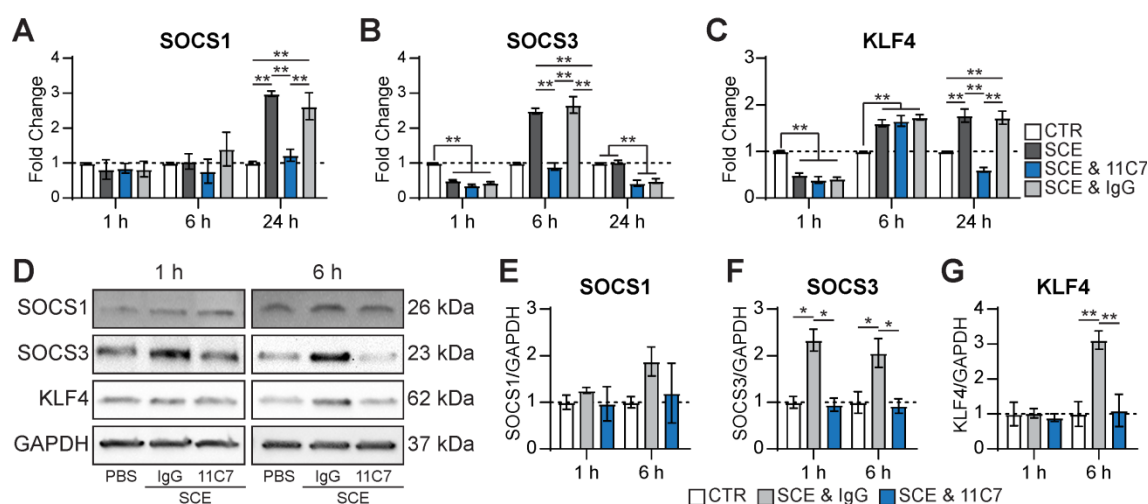 A
SOCS1
Fold Change
4
3
2
1
0
**
**
**
**
1 h
6 h
24 h
B
SOCS3
Fold Change
4
3
2
1
0
**
**
**
**
**
**
1 h
6 h
24 h
C
KLF4
Fold Change
3
2
1
0
**
**
**
**
**
**
1 h
6 h
24 h
CTR
SCE
SCE & 11C7
SCE & IgG
D
1 h
6 h
SOCS1
26 kDa
SOCS3
23 kDa
KLF4
62 kDa
GAPDH
37 kDa
PBS IgG 11C7
SCE
PBS IgG 11C7
SCE
E
SOCS1
SOCS1/GAPDH
3
2
1
0
1 h
6 h
F
SOCS3
SOCS3/GAPDH
3
2
1
0
* *
* *
1 h
6 h
G
KLF4
KLF4/GAPDH
4
3
2
1
0
** **
1 h
6 h
CTR SCE & IgG SCE & 11C7